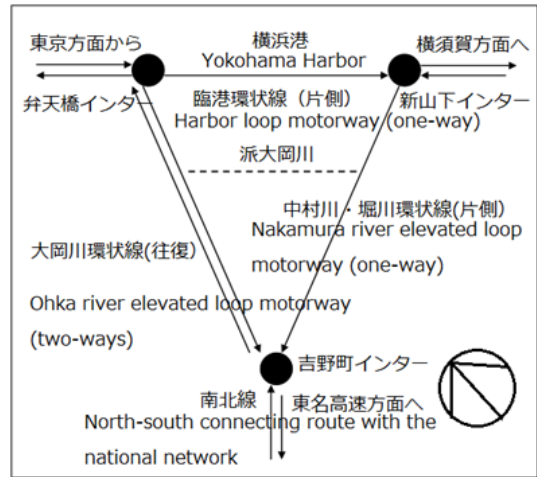 東京方面から
横浜港
横須賀方面へ
Yokohama Harbor
弁天橋インター
臨港環状線（片側）
新山下インター
Harbor loop motorway (one-way)
派大岡川
中村川・堀川環状線(片側)
Nakamura river elevated loop
motorway (one-way)
大岡川環状線(往復）
Ohka river elevated loop motorway
(two-ways)
吉野町インター
南北線
東名高速方面へ
North-south connecting route with the
national network